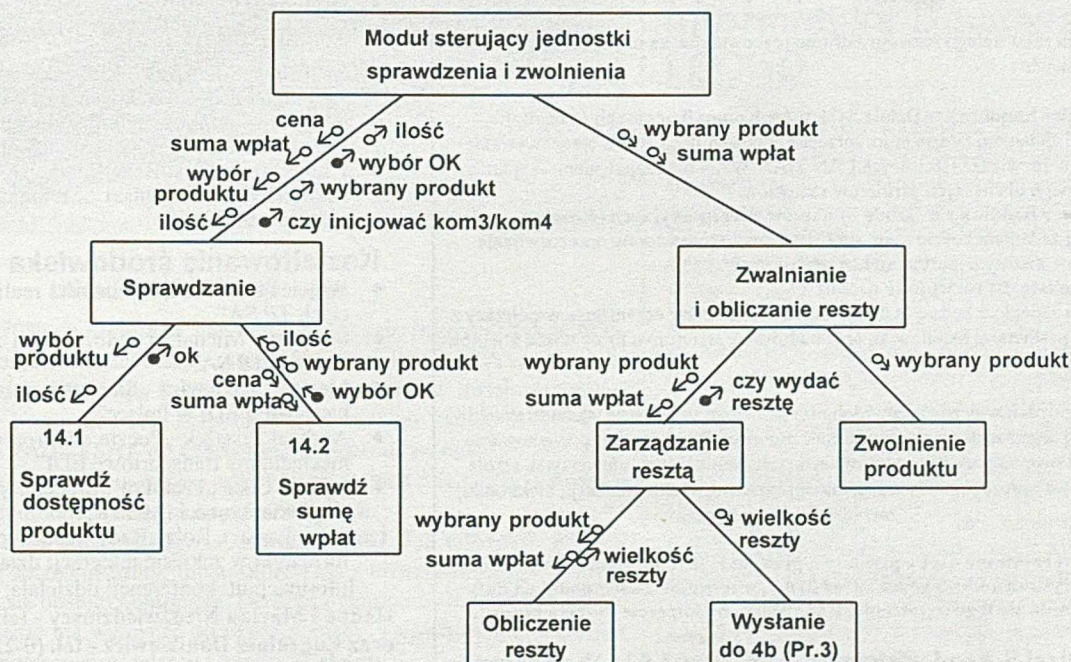 Moduł sterujący jednostki
sprawdzenia i zwolnienia
cena
ilość
suma wpłat
wybór OK
wybór
produktu
wybrany produkt
ilość
czy inicjować kom3/kom4
wybrany produkt
suma wpłat
Sprawdzanie
Zwalnianie
i obliczanie reszty
Kształtowanie środowiska
wybór
produktu
ok
ilość
ilość
wybrany produkt
cena
suma wpłat
wybór OK
wybrany produkt
suma wpłat
czy wydać
resztę
wybrany produkt
14.1
Sprawdź
dostępność
produktu
14.2
Sprawdź
sumę
wpłat
Zarządzanie
resztą
Zwolnienie
produktu
wybrany produkt
suma wpłat
wielkość
reszty
wielkość
reszty
Obliczenie
reszty
Wysłanie
do 4b (Pr.3)